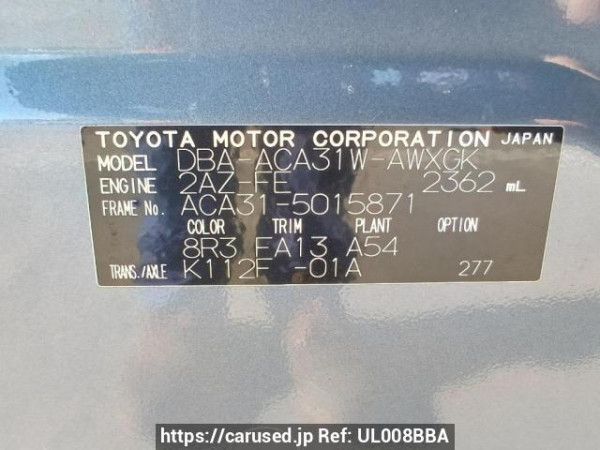 TOYOTA MOTOR CORPORATION JAPAN
MODEL DBA-ACA31W-AWXGK
ENGINE 2AZ-FE 2362 mL
FRAME No. ACA31-5015871
COLOR TRIM PLANT OPTION
8R3 FA13 A54
TRANS./AXLE K112F -01A 277
https://carused.jp Ref: UL008BBA